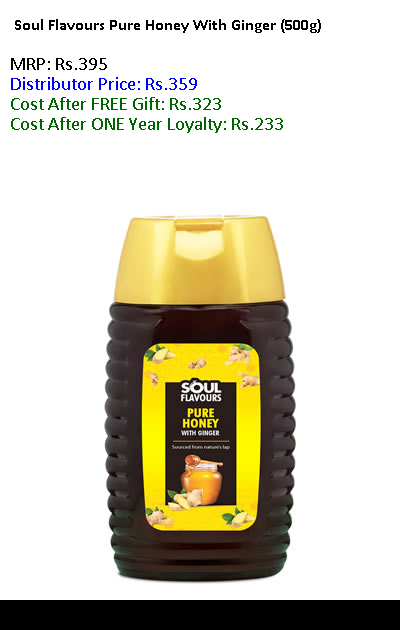 Soul Flavours Pure Honey With Ginger (500g)
MRP: Rs.395
Distributor Price: Rs.359
Cost After FREE Gift: Rs.323
Cost After ONE Year Loyalty: Rs.233
SOUL
FLAVOURS
PURE
HONEY
WITH GINGER
Sourced from nature's lap